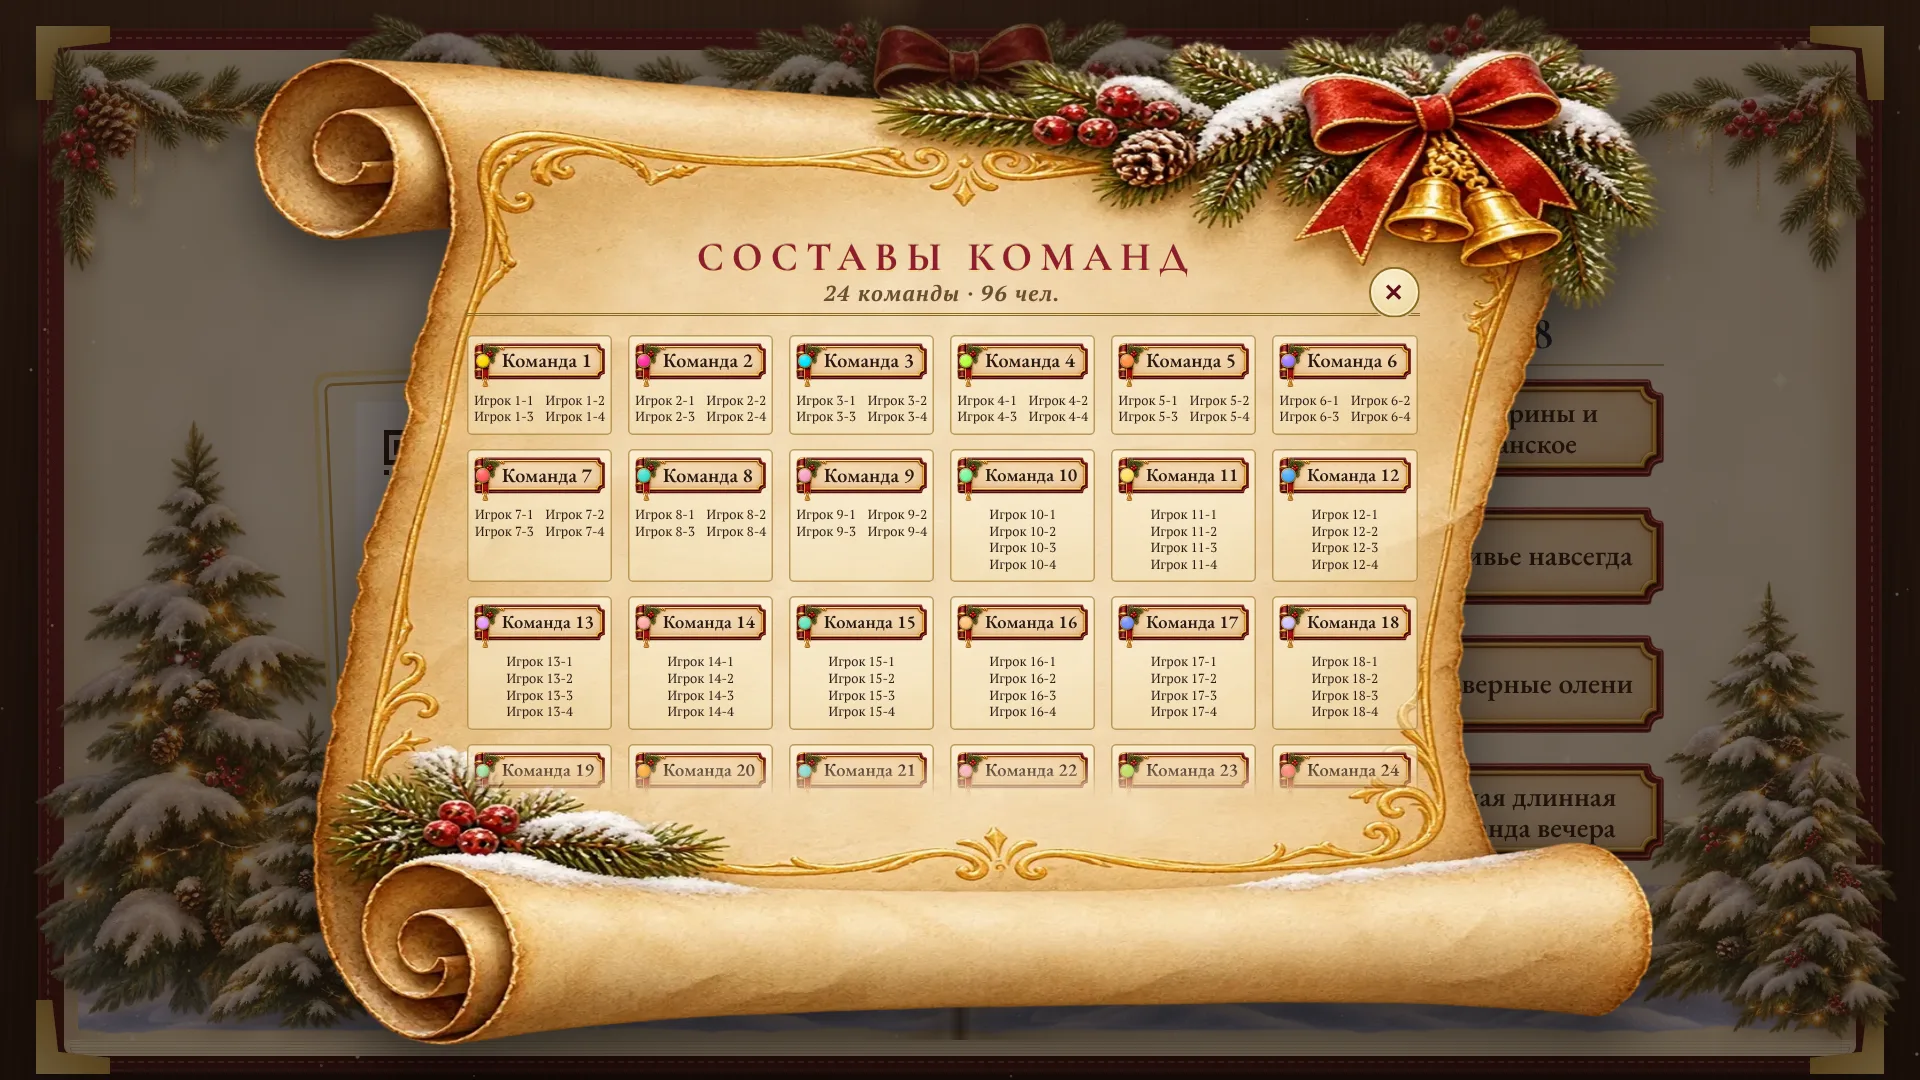 СОСТАВЫ КОМАНД
24 команды · 96 чел.
×
Команда 1
Игрок 1-1 Игрок 1-2
Игрок 1-3 Игрок 1-4
Команда 2
Игрок 2-1 Игрок 2-2
Игрок 2-3 Игрок 2-4
Команда 3
Игрок 3-1 Игрок 3-2
Игрок 3-3 Игрок 3-4
Команда 4
Игрок 4-1 Игрок 4-2
Игрок 4-3 Игрок 4-4
Команда 5
Игрок 5-1 Игрок 5-2
Игрок 5-3 Игрок 5-4
Команда 6
Игрок 6-1 Игрок 6-2
Игрок 6-3 Игрок 6-4
Команда 7
Игрок 7-1 Игрок 7-2
Игрок 7-3 Игрок 7-4
Команда 8
Игрок 8-1 Игрок 8-2
Игрок 8-3 Игрок 8-4
Команда 9
Игрок 9-1 Игрок 9-2
Игрок 9-3 Игрок 9-4
Команда 10
Игрок 10-1
Игрок 10-2
Игрок 10-3
Игрок 10-4
Команда 11
Игрок 11-1
Игрок 11-2
Игрок 11-3
Игрок 11-4
Команда 12
Игрок 12-1
Игрок 12-2
Игрок 12-3
Игрок 12-4
Команда 13
Игрок 13-1
Игрок 13-2
Игрок 13-3
Игрок 13-4
Команда 14
Игрок 14-1
Игрок 14-2
Игрок 14-3
Игрок 14-4
Команда 15
Игрок 15-1
Игрок 15-2
Игрок 15-3
Игрок 15-4
Команда 16
Игрок 16-1
Игрок 16-2
Игрок 16-3
Игрок 16-4
Команда 17
Игрок 17-1
Игрок 17-2
Игрок 17-3
Игрок 17-4
Команда 18
Игрок 18-1
Игрок 18-2
Игрок 18-3
Игрок 18-4
Команда 19
Команда 20
Команда 21
Команда 22
Команда 23
Команда 24
8
и
навсегда
олени
длинная
вечера